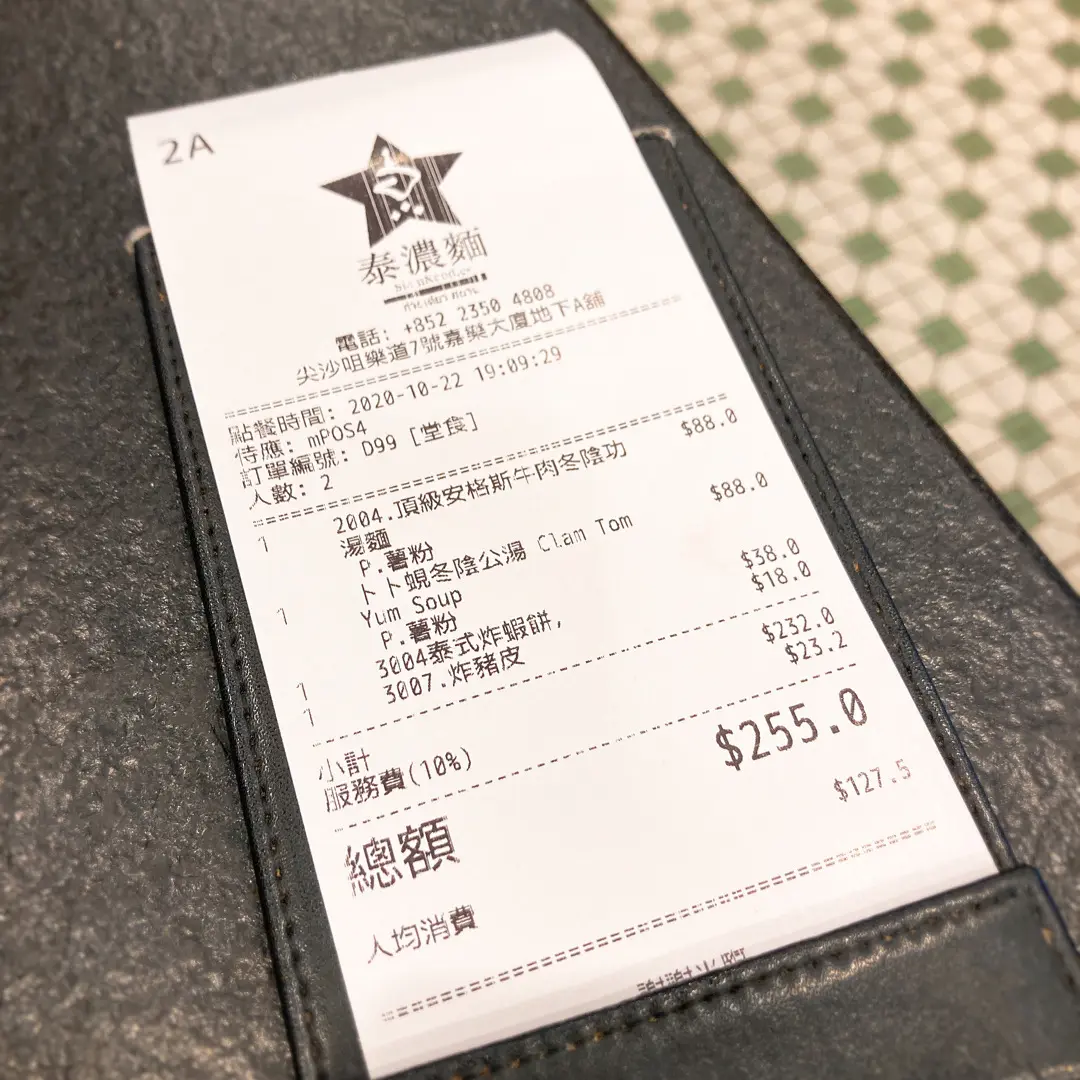 2A
泰濃麵
電話: +852 2350 4808
尖沙咀樂道7號嘉樂大廈地下A舖
點餐時間: 2020-10-22 19:09:29
侍應: mPOS4
訂單編號: D99 [堂食]
人數: 2
1 2004.頂級安格斯牛肉冬陰功 $88.0
湯麵
P.薯粉
1 卜卜蜆冬陰公湯 Clam Tom $88.0
Yum Soup
P.薯粉
1 3004泰式炸蝦餅, $38.0
1 3007.炸豬皮 $18.0
小計 $232.0
服務費(10%) $23.2
總額 $255.0
人均消費 $127.5